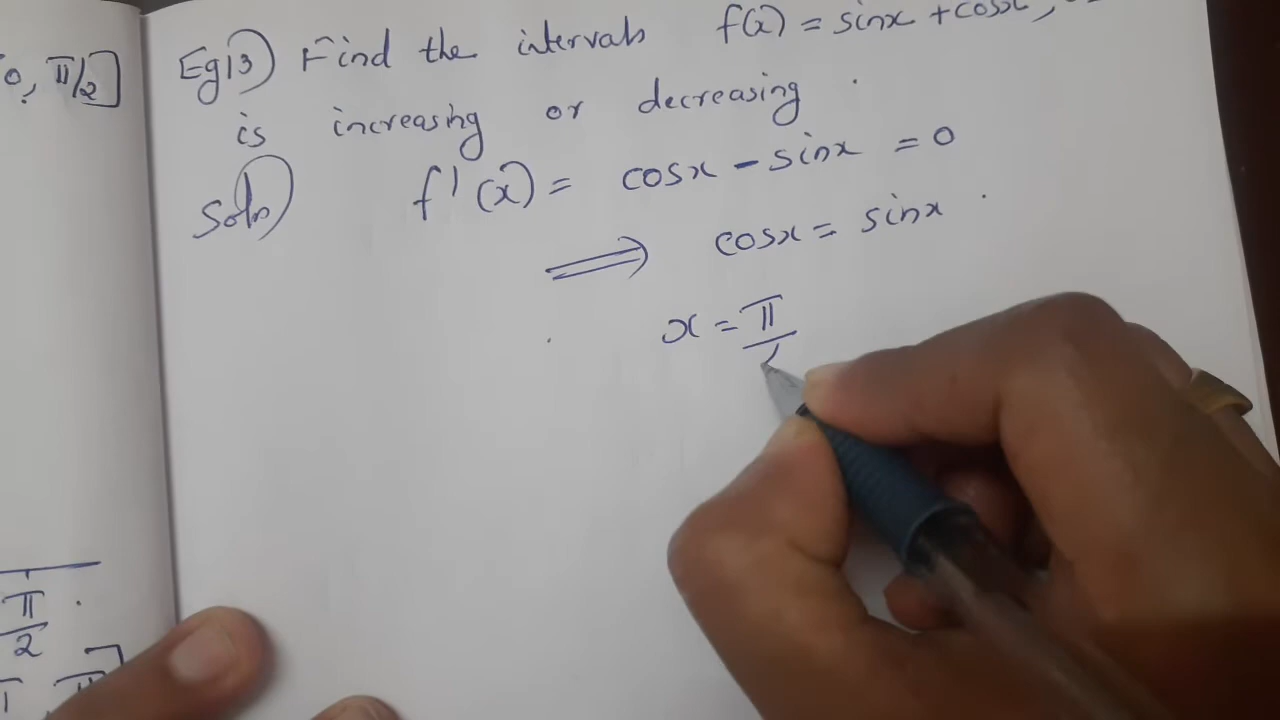 0, π/2]
Eg13) Find the intervals f(x) = sinx + cosx,
is increasing or decreasing.
Soln) f'(x) = cosx - sinx = 0
⟹ cosx = sinx.
x = π/
π/2.